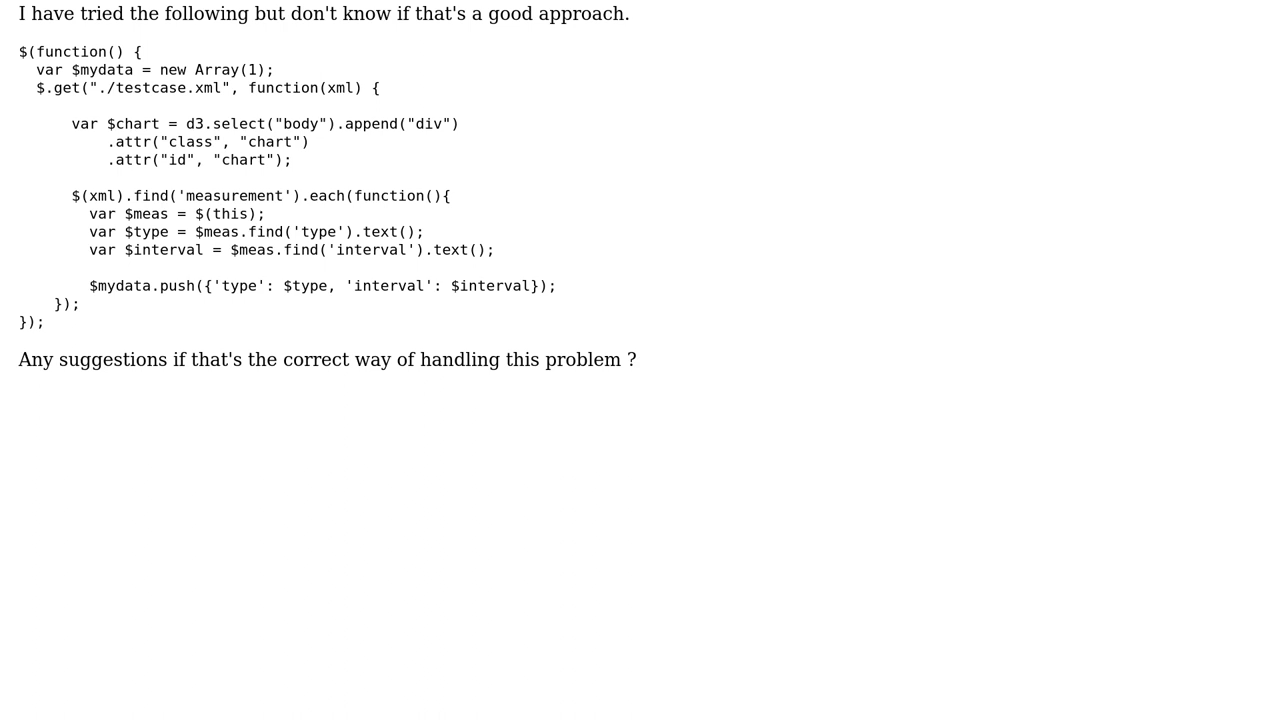 I have tried the following but don't know if that's a good approach.
$(function() {
  var $mydata = new Array(1);
  $.get("./testcase.xml", function(xml) {
      var $chart = d3.select("body").append("div")
          .attr("class", "chart")
          .attr("id", "chart");
      $(xml).find('measurement').each(function(){
        var $meas = $(this);
        var $type = $meas.find('type').text();
        var $interval = $meas.find('interval').text();
        $mydata.push({'type': $type, 'interval': $interval});
    });
});
Any suggestions if that's the correct way of handling this problem ?